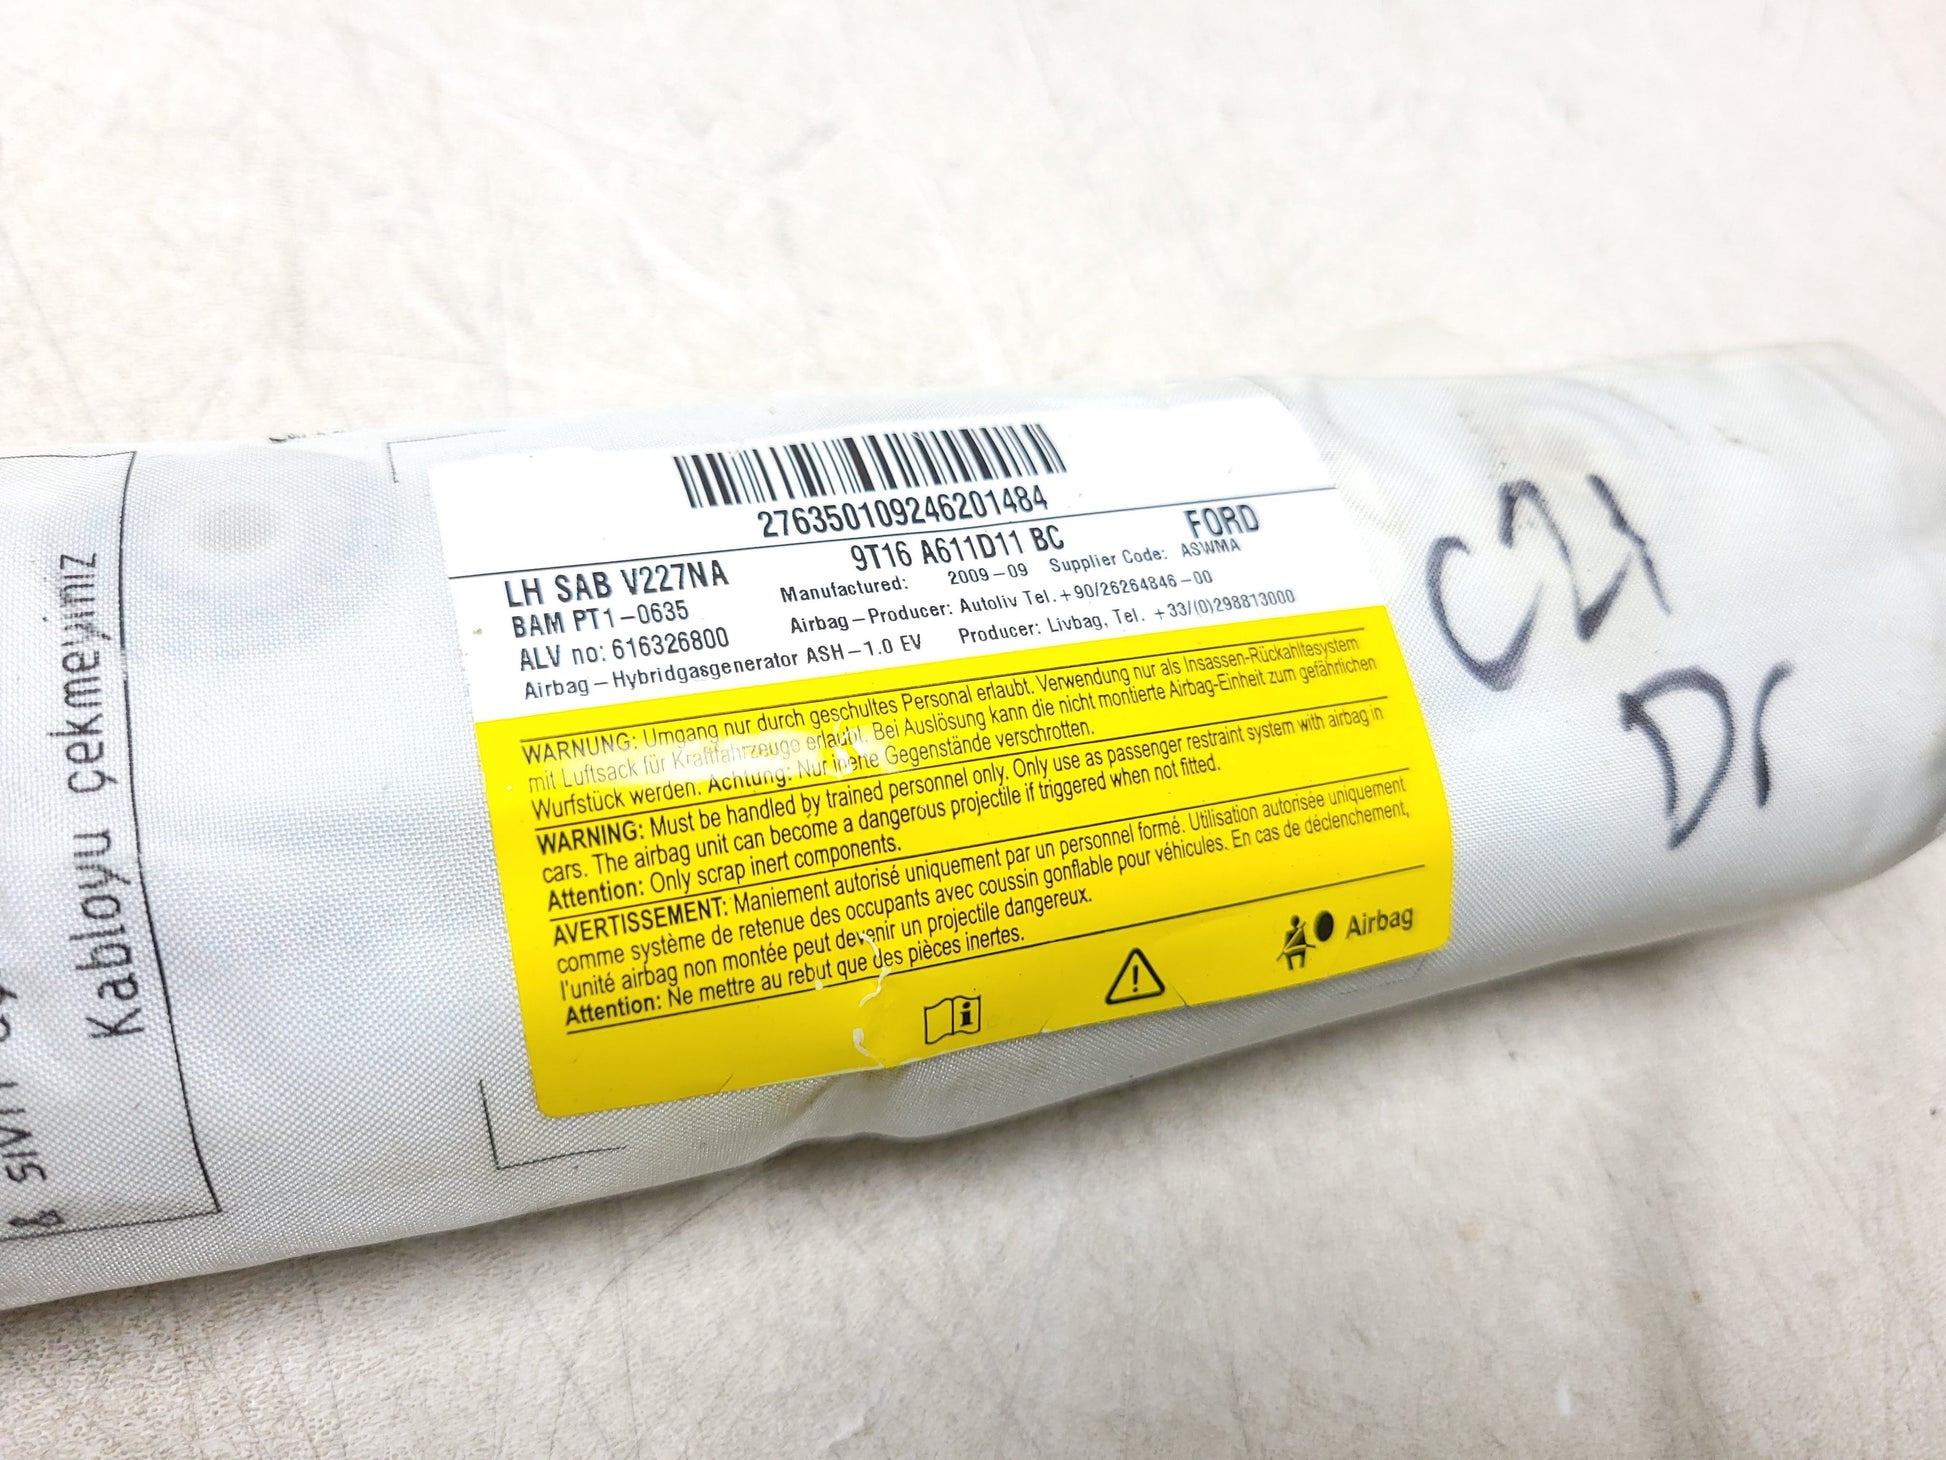 276350109246201484
LH SAB V227NA 9T16 A611D11 BC FORD
BAM PT1-0635 Manufactured: 2009-09 Supplier Code: ASWMA
ALV no: 616326800 Airbag-Producer: Autoliv Tel.+90/26264846-00
Airbag-Hybridgasgenerator ASH-1.0 EV Producer: Livbag, Tel. +33/(0)298813000
WARNUNG: Umgang nur durch geschultes Personal erlaubt. Verwendung nur als Insassen-Rückahltesystem
mit Luftsack für Kraftfahrzeuge erlaubt. Bei Auslösung kann die nicht montierte Airbag-Einheit zum gefährlichen
Wurfstück werden. Achtung: Nur inerte Gegenstände verschrotten.
WARNING: Must be handled by trained personnel only. Only use as passenger restraint system with airbag in
cars. The airbag unit can become a dangerous projectile if triggered when not fitted.
Attention: Only scrap inert components.
AVERTISSEMENT: Maniement autorisé uniquement par un personnel formé. Utilisation autorisée uniquement
comme système de retenue des occupants avec coussin gonflable pour véhicules. En cas de déclenchement,
l'unité airbag non montée peut devenir un projectile dangereux.
Attention: Ne mettre au rebut que des pièces inertes.
Airbag
Kabloyu çekmeyiniz
C21
Dr